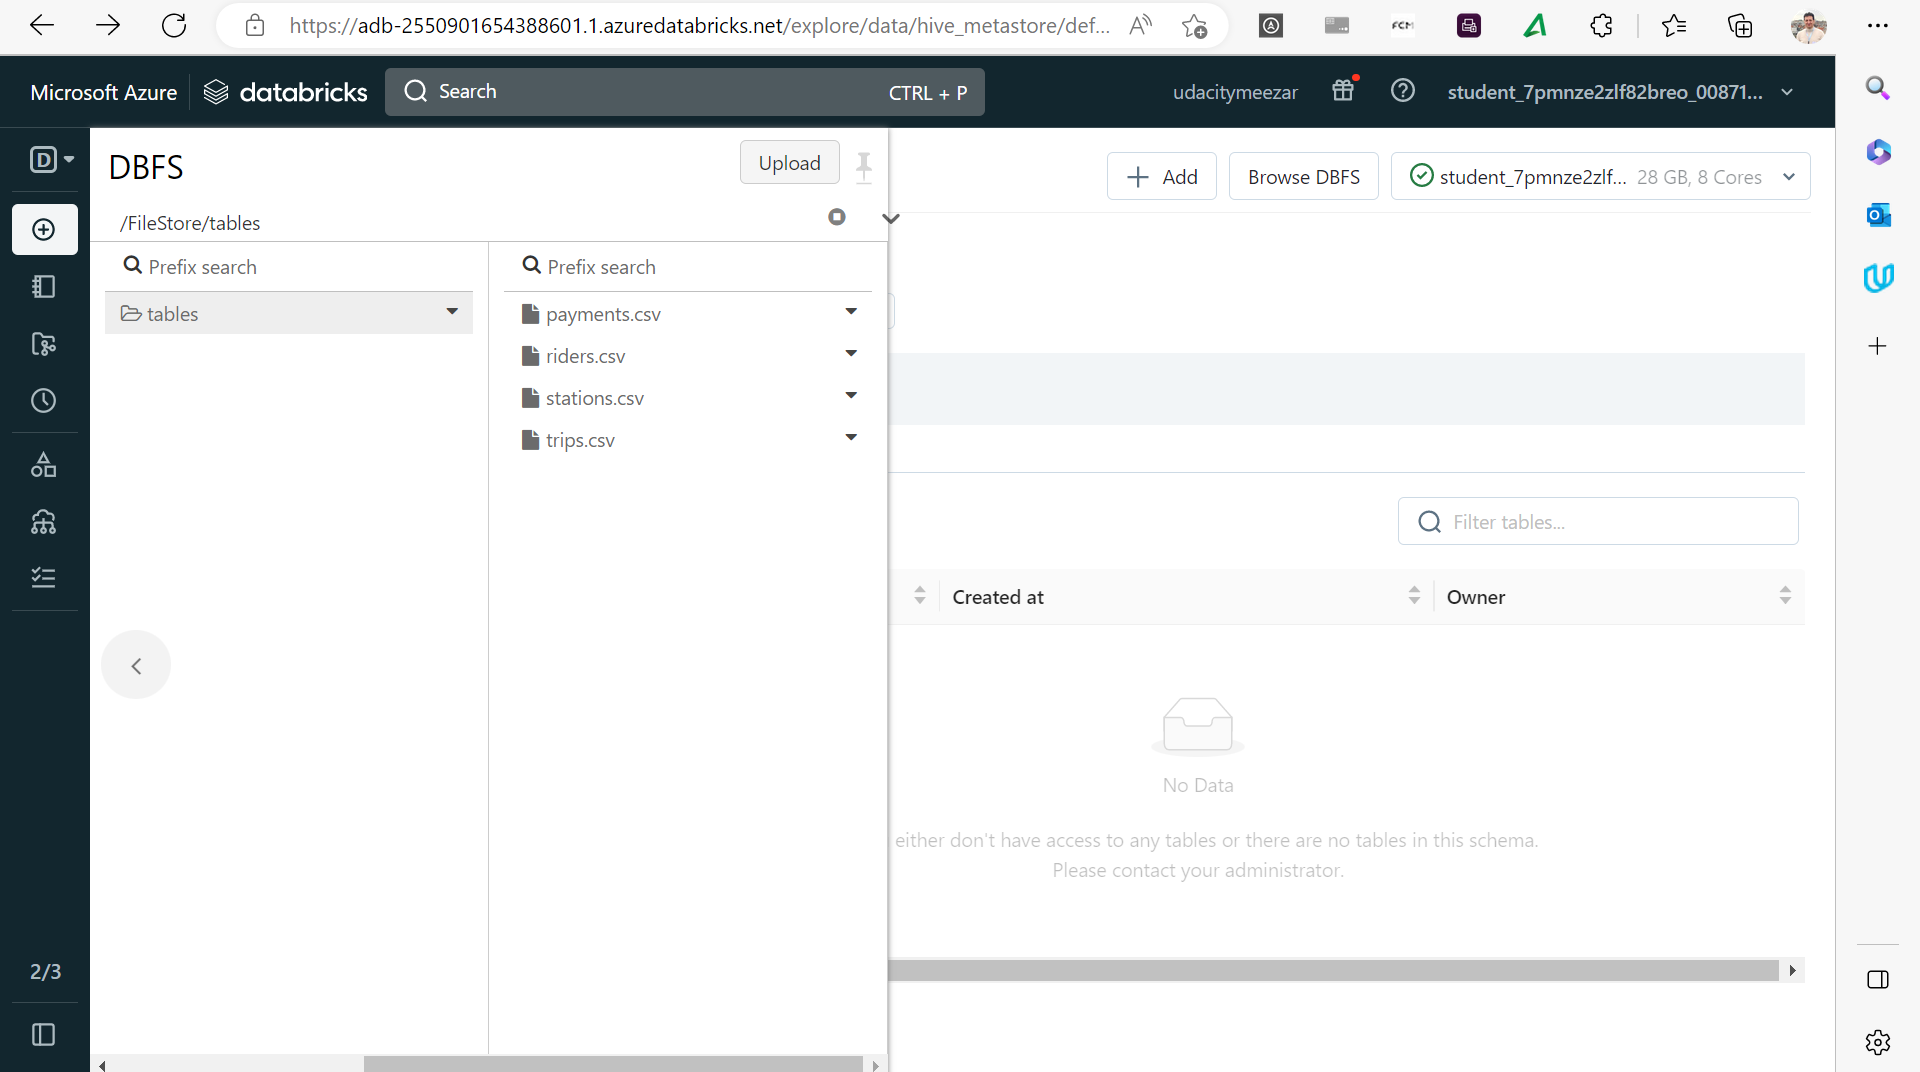 https://adb-2550901654388601.1.azuredatabricks.net/explore/data/hive_metastore/def...
FCM
Microsoft Azure
databricks
Search
CTRL + P
udacitymeezar
student_7pmnze2zlf82breo_00871...
D
DBFS
Upload
+ Add
Browse DBFS
student_7pmnze2zlf... 28 GB, 8 Cores
/FileStore/tables
Prefix search
Prefix search
tables
payments.csv
riders.csv
stations.csv
trips.csv
Filter tables...
Created at
Owner
No Data
either don't have access to any tables or there are no tables in this schema.
Please contact your administrator.
2/3